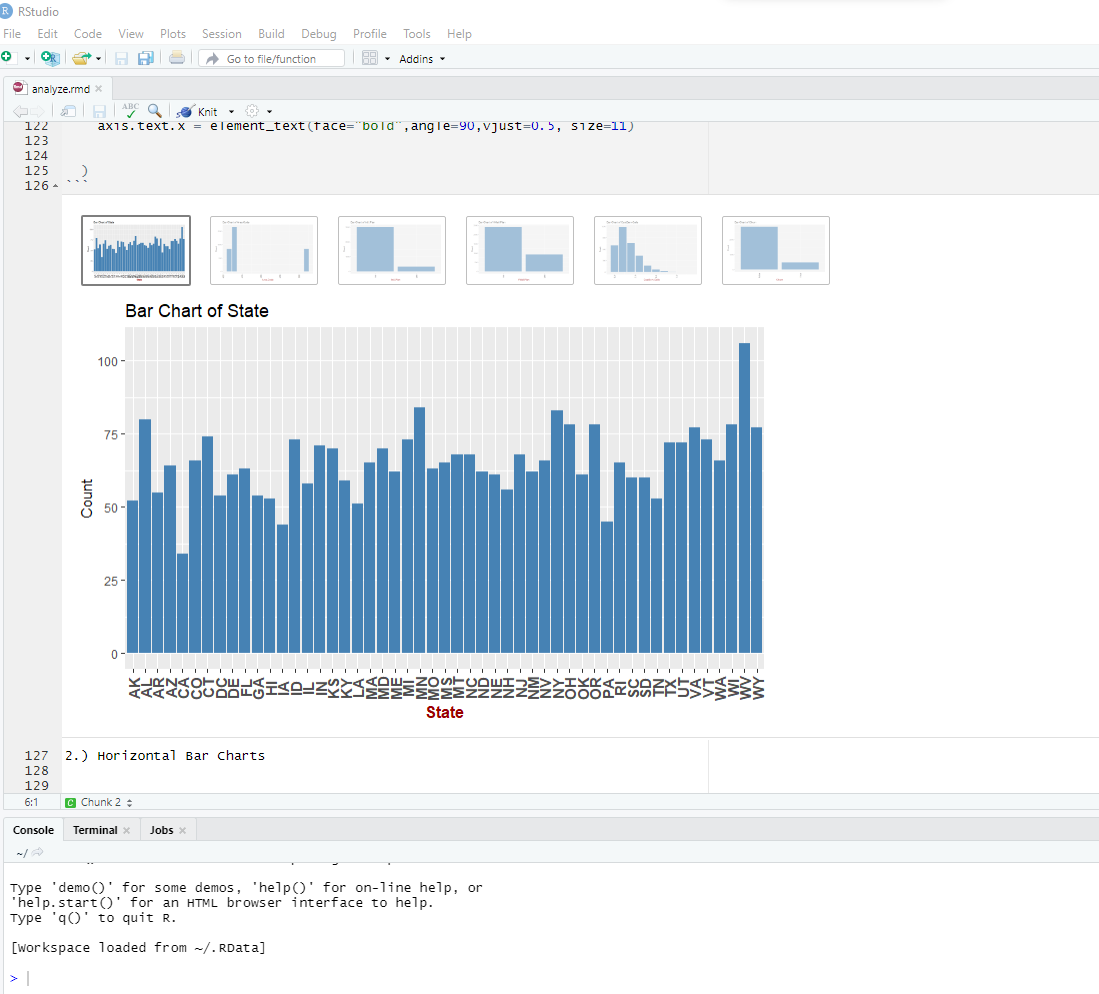 RStudio
File Edit Code View Plots Session Build Debug Profile Tools Help
Go to file/function Addins
analyze.rmd
ABC Knit
122 axis.text.x = element_text(face="bold",angle=90,vjust=0.5, size=11)
123
124
125 )
126 ```
Bar Chart of State
100
75
50
25
0
Count
AK AL AR AZ CA CO CT DC DE FL GA HI IA ID IL IN KS KY LA MA MD ME MI MN MO MS MT NC ND NE NH NJ NM NV NY OH OK OR PA RI SC SD TN TX UT VA VT WA WI WV WY
State
127 2.) Horizontal Bar Charts
128
129
6:1 C Chunk 2
Console Terminal Jobs
~/
Type 'demo()' for some demos, 'help()' for on-line help, or
'help.start()' for an HTML browser interface to help.
Type 'q()' to quit R.
[Workspace loaded from ~/.RData]
>